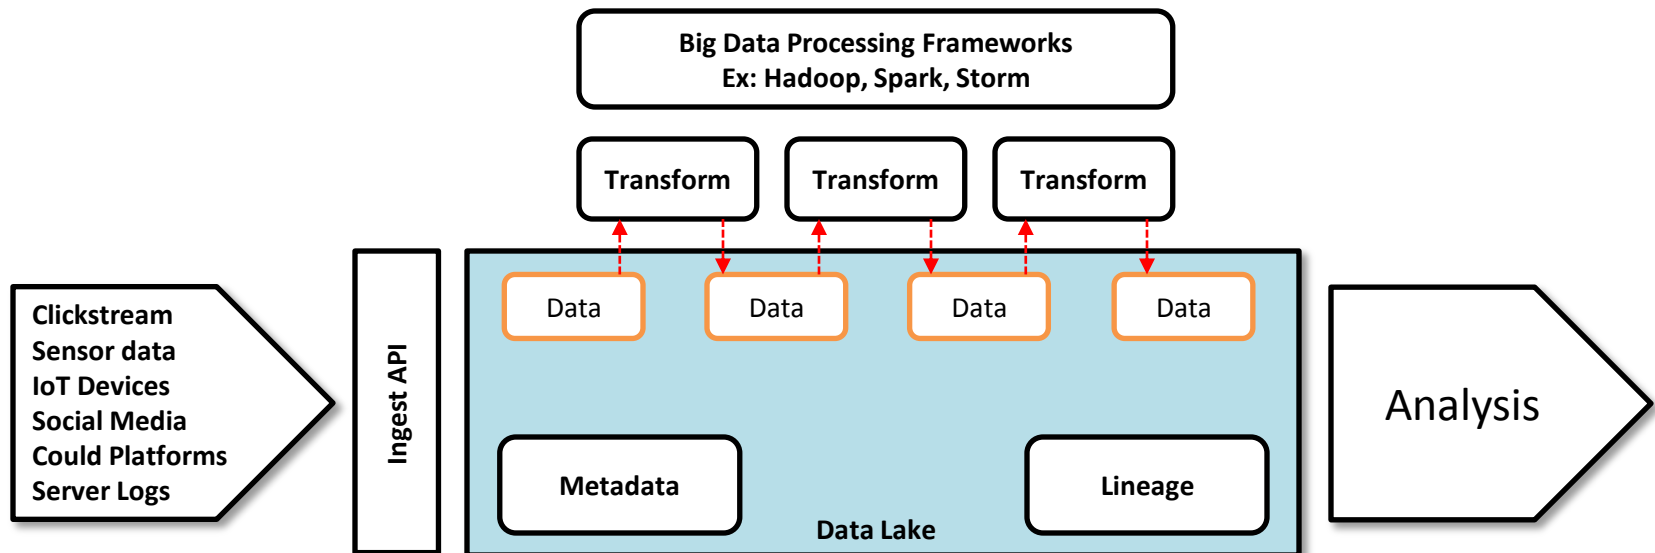 Big Data Processing Frameworks
Ex: Hadoop, Spark, Storm
Transform
Transform
Transform
Clickstream
Sensor data
IoT Devices
Social Media
Could Platforms
Server Logs
Ingest API
Data
Data
Data
Data
Metadata
Lineage
Data Lake
Analysis